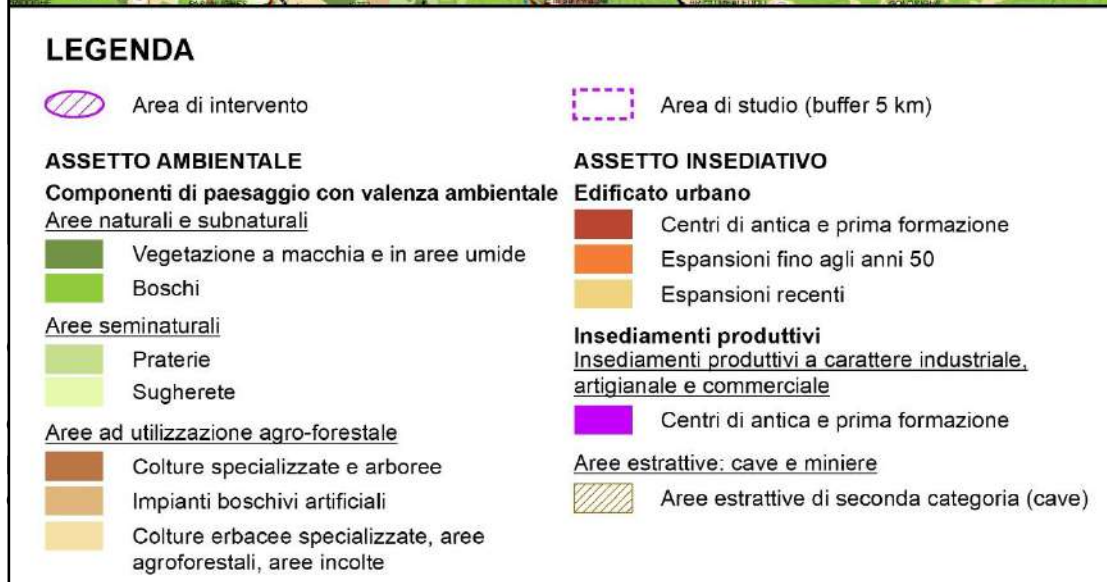 LEGENDA
Area di intervento
Area di studio (buffer 5 km)
ASSETTO AMBIENTALE
Componenti di paesaggio con valenza ambientale
Aree naturali e subnaturali
Vegetazione a macchia e in aree umide
Boschi
Aree seminaturali
Praterie
Sugherete
Aree ad utilizzazione agro-forestale
Colture specializzate e arboree
Impianti boschivi artificiali
Colture erbacee specializzate, aree
agroforestali, aree incolte
ASSETTO INSEDIATIVO
Edificato urbano
Centri di antica e prima formazione
Espansioni fino agli anni 50
Espansioni recenti
Insediamenti produttivi
Insediamenti produttivi a carattere industriale,
artigianale e commerciale
Centri di antica e prima formazione
Aree estrattive: cave e miniere
Aree estrattive di seconda categoria (cave)